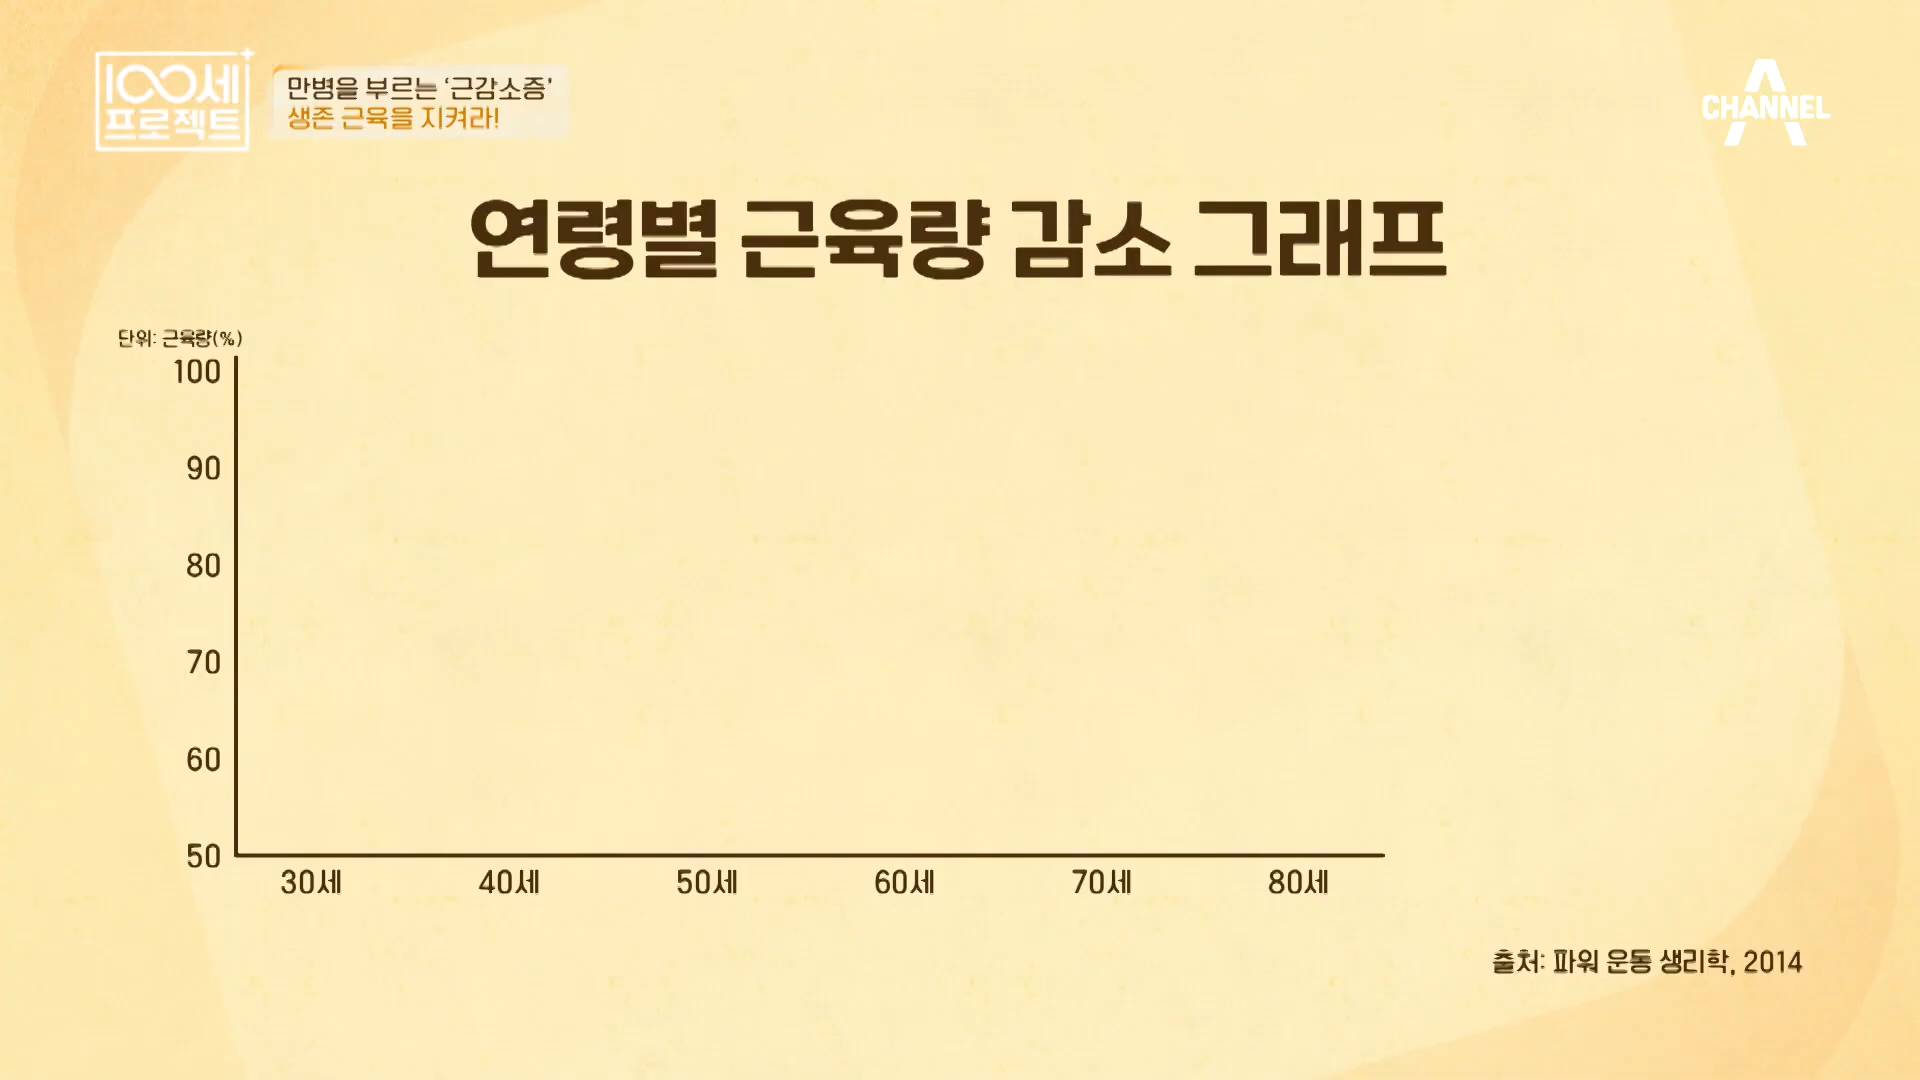 100세
프로젝트
만병을 부르는 ‘근감소증’
생존 근육을 지켜라!
CHANNEL A
연령별 근육량 감소 그래프
단위: 근육량(%)
100
90
80
70
60
50
30세 40세 50세 60세 70세 80세
출처: 파워 운동 생리학, 2014